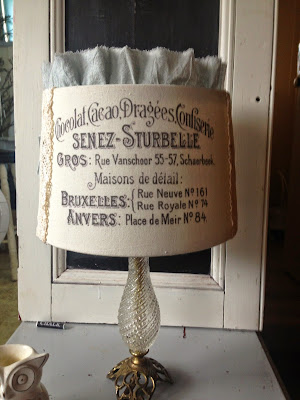 Chocolat, Cacao, Dragées, Confiserie
SENEZ-STURBELLE
GROS: Rue Vanschoor 55-57, Schaerbeek.
Maisons de détail:
BRUXELLES: { Rue Neuve Nº 161
Rue Royale Nº 74
ANVERS: Place de Meir Nº 84.